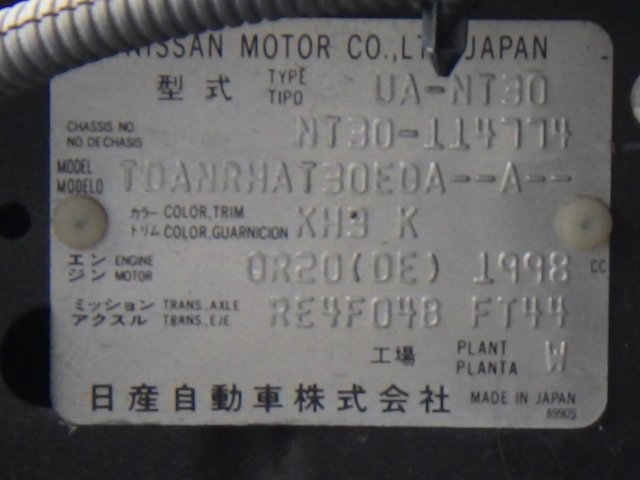 NISSAN MOTOR CO.,LTD. JAPAN
型式 TYPE TIPO UA-NT30
CHASSIS NO. NO. DE CHASIS NT30-114774
MODEL MODELO TDANRHAT30EDA--A--
カラー COLOR,TRIM トリム COLOR,GUARNICION KH3 K
エンジン ENGINE MOTOR QR20(DE) 1998 CC
ミッション アクスル TRANS.,AXLE TRANS.,EJE. RE4F04B FT44
工場 PLANT PLANTA W
日産自動車株式会社 MADE IN JAPAN
89909